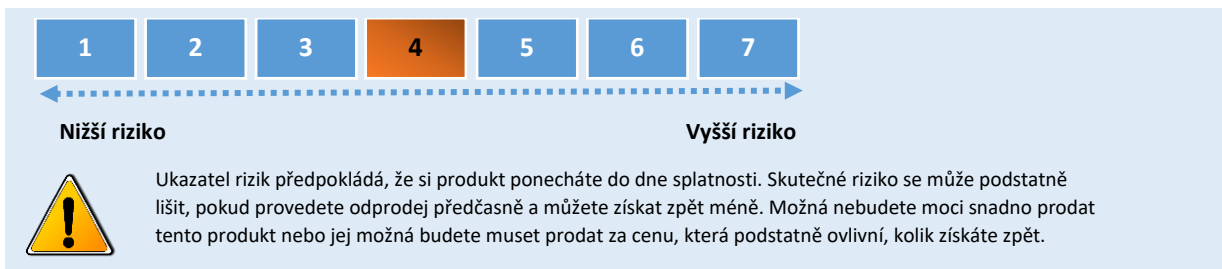 1 2 3 4 5 6 7
Nižší riziko Vyšší riziko
Ukazatel rizik předpokládá, že si produkt ponecháte do dne splatnosti. Skutečné riziko se může podstatně
lišit, pokud provedete odprodej předčasně a můžete získat zpět méně. Možná nebudete moci snadno prodat
tento produkt nebo jej možná budete muset prodat za cenu, která podstatně ovlivní, kolik získáte zpět.